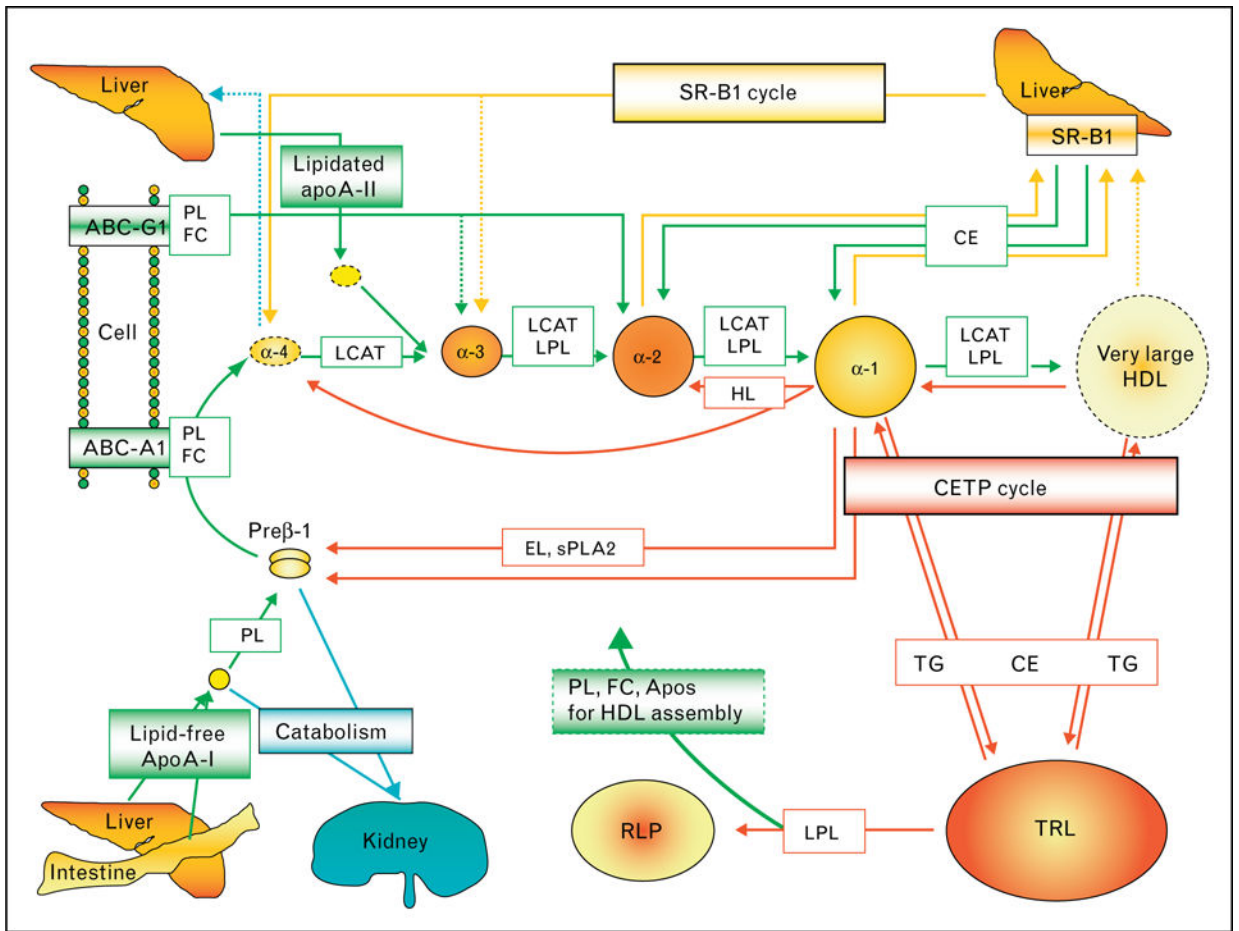 Liver
SR-B1 cycle
Liver
SR-B1
Lipidated
apoA-II
ABC-G1
PL
FC
CE
Cell
α-4
LCAT
α-3
LCAT
LPL
α-2
LCAT
LPL
α-1
LCAT
LPL
Very large
HDL
HL
ABC-A1
PL
FC
CETP cycle
Preβ-1
EL, sPLA2
PL
TG
CE
TG
PL, FC, Apos
for HDL assembly
Lipid-free
ApoA-I
Catabolism
Liver
Intestine
Kidney
RLP
LPL
TRL